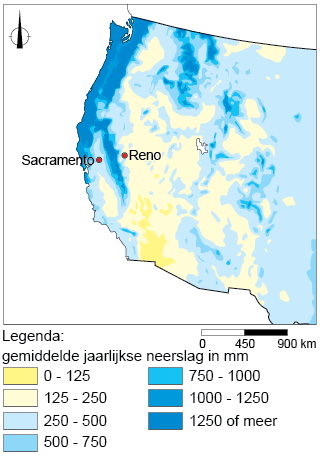 Sacramento
Reno
Legenda:
0 450 900 km
gemiddelde jaarlijkse neerslag in mm
0 - 125
750 - 1000
125 - 250
1000 - 1250
250 - 500
1250 of meer
500 - 750